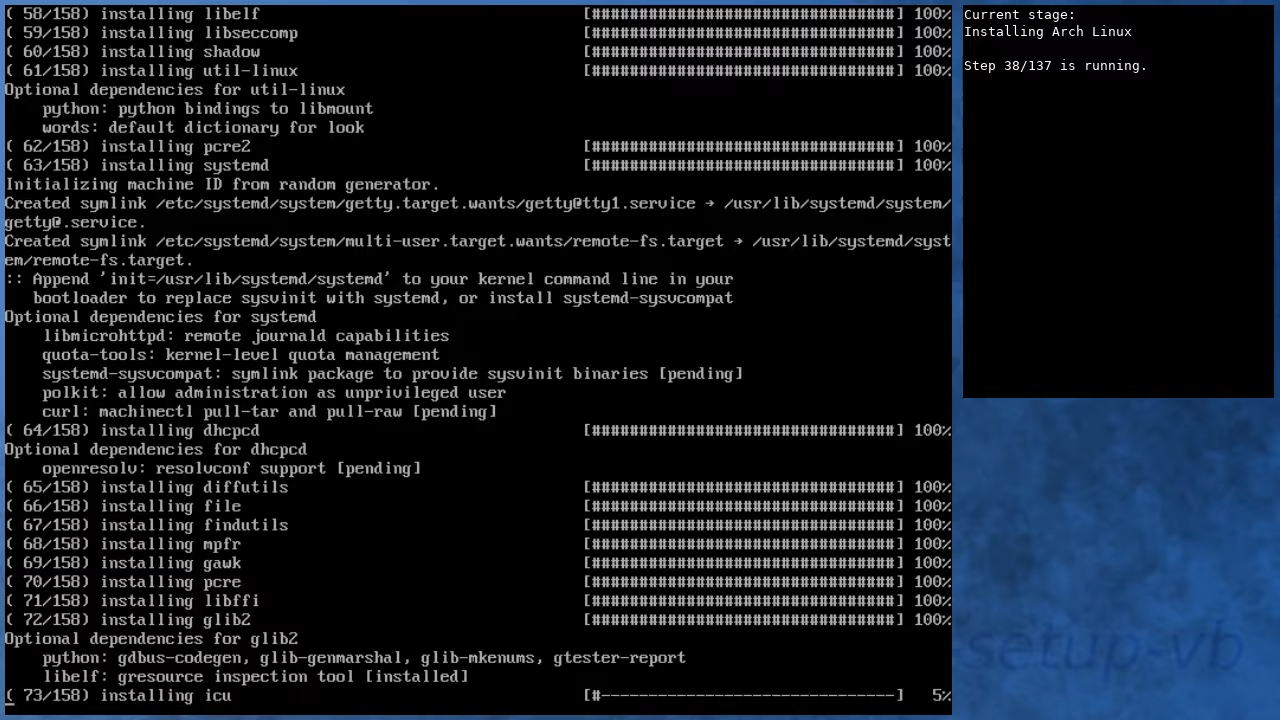 ( 58/158) installing libelf [################################] 100%
( 59/158) installing libseccomp [################################] 100%
( 60/158) installing shadow [################################] 100%
( 61/158) installing util-linux [################################] 100%
Optional dependencies for util-linux
    python: python bindings to libmount
    words: default dictionary for look
( 62/158) installing pcre2 [################################] 100%
( 63/158) installing systemd [################################] 100%
Initializing machine ID from random generator.
Created symlink /etc/systemd/system/getty.target.wants/getty@tty1.service → /usr/lib/systemd/system/
getty@.service.
Created symlink /etc/systemd/system/multi-user.target.wants/remote-fs.target → /usr/lib/systemd/syst
em/remote-fs.target.
:: Append 'init=/usr/lib/systemd/systemd' to your kernel command line in your
   bootloader to replace sysvinit with systemd, or install systemd-sysvcompat
Optional dependencies for systemd
    libmicrohttpd: remote journald capabilities
    quota-tools: kernel-level quota management
    systemd-sysvcompat: symlink package to provide sysvinit binaries [pending]
    polkit: allow administration as unprivileged user
    curl: machinectl pull-tar and pull-raw [pending]
( 64/158) installing dhcpcd [################################] 100%
Optional dependencies for dhcpcd
    openresolv: resolvconf support [pending]
( 65/158) installing diffutils [################################] 100%
( 66/158) installing file [################################] 100%
( 67/158) installing findutils [################################] 100%
( 68/158) installing mpfr [################################] 100%
( 69/158) installing gawk [################################] 100%
( 70/158) installing pcre [################################] 100%
( 71/158) installing libffi [################################] 100%
( 72/158) installing glib2 [################################] 100%
Optional dependencies for glib2
    python: gdbus-codegen, glib-genmarshal, glib-mkenums, gtester-report
    libelf: gresource inspection tool [installed]
( 73/158) installing icu [#-------------------------------] 5%
Current stage:
Installing Arch Linux
Step 38/137 is running.
setup-vb